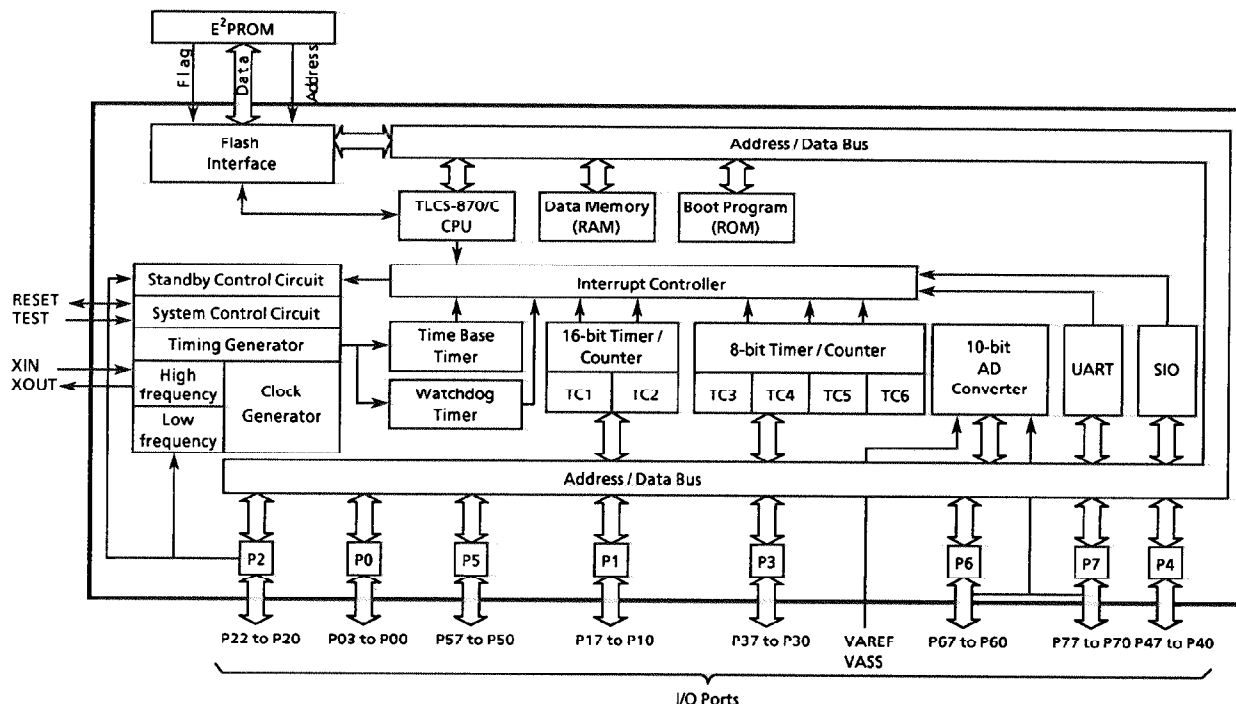 E²PROM
Flag
Data
Address
Flash
Interface
Address / Data Bus
TLCS-870/C
CPU
Data Memory
(RAM)
Boot Program
(ROM)
Standby Control Circuit
Interrupt Controller
RESET
TEST
System Control Circuit
Timing Generator
Time Base
Timer
16-bit Timer /
Counter
8-bit Timer / Counter
10-bit
AD
Converter
UART
SIO
XIN
XOUT
High
frequency
Clock
Generator
Low
frequency
Watchdog
Timer
TC1
TC2
TC3
TC4
TC5
TC6
Address / Data Bus
P2
P0
P5
P1
P3
P6
P7
P4
P22 to P20
P03 to P00
P57 to P50
P17 to P10
P37 to P30
VAREF
VASS
P67 to P60
P77 to P70
P47 to P40
I/O Ports